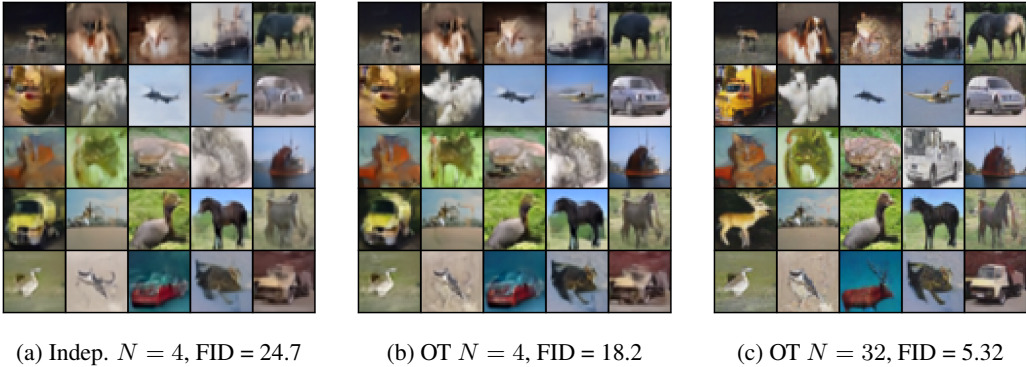 (a) Indep. N = 4, FID = 24.7
(b) OT N = 4, FID = 18.2
(c) OT N = 32, FID = 5.32